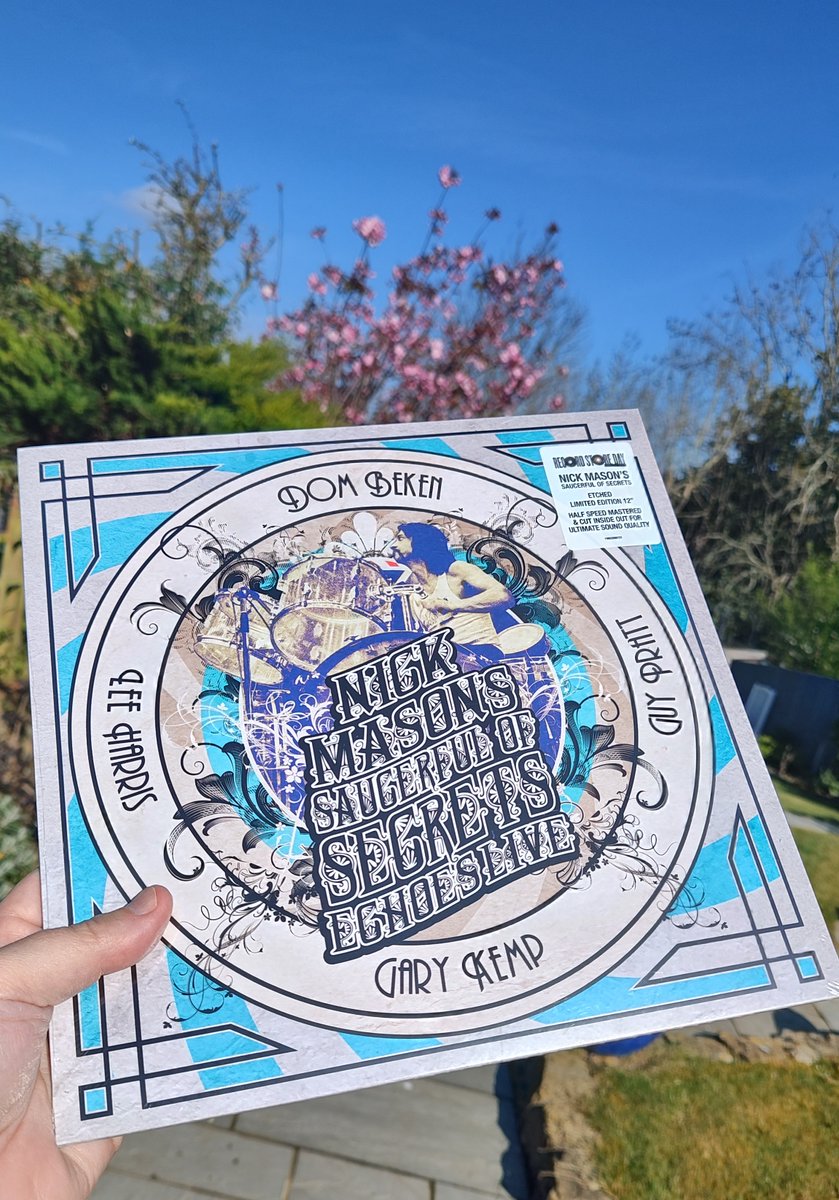 DOM BEKEN
RECORD STORE DAY
NICK MASON'S
SAUCERFUL OF SECRETS
ETCHED
LIMITED EDITION 12"
HALF SPEED MASTERED
& CUT INSIDE OUT FOR
ULTIMATE SOUND QUALITY
LEE HARRIS
GUY PRATT
NICK
MASON'S
SAUCERFUL OF
SECRETS
ECHOES LIVE
GARY KEMP